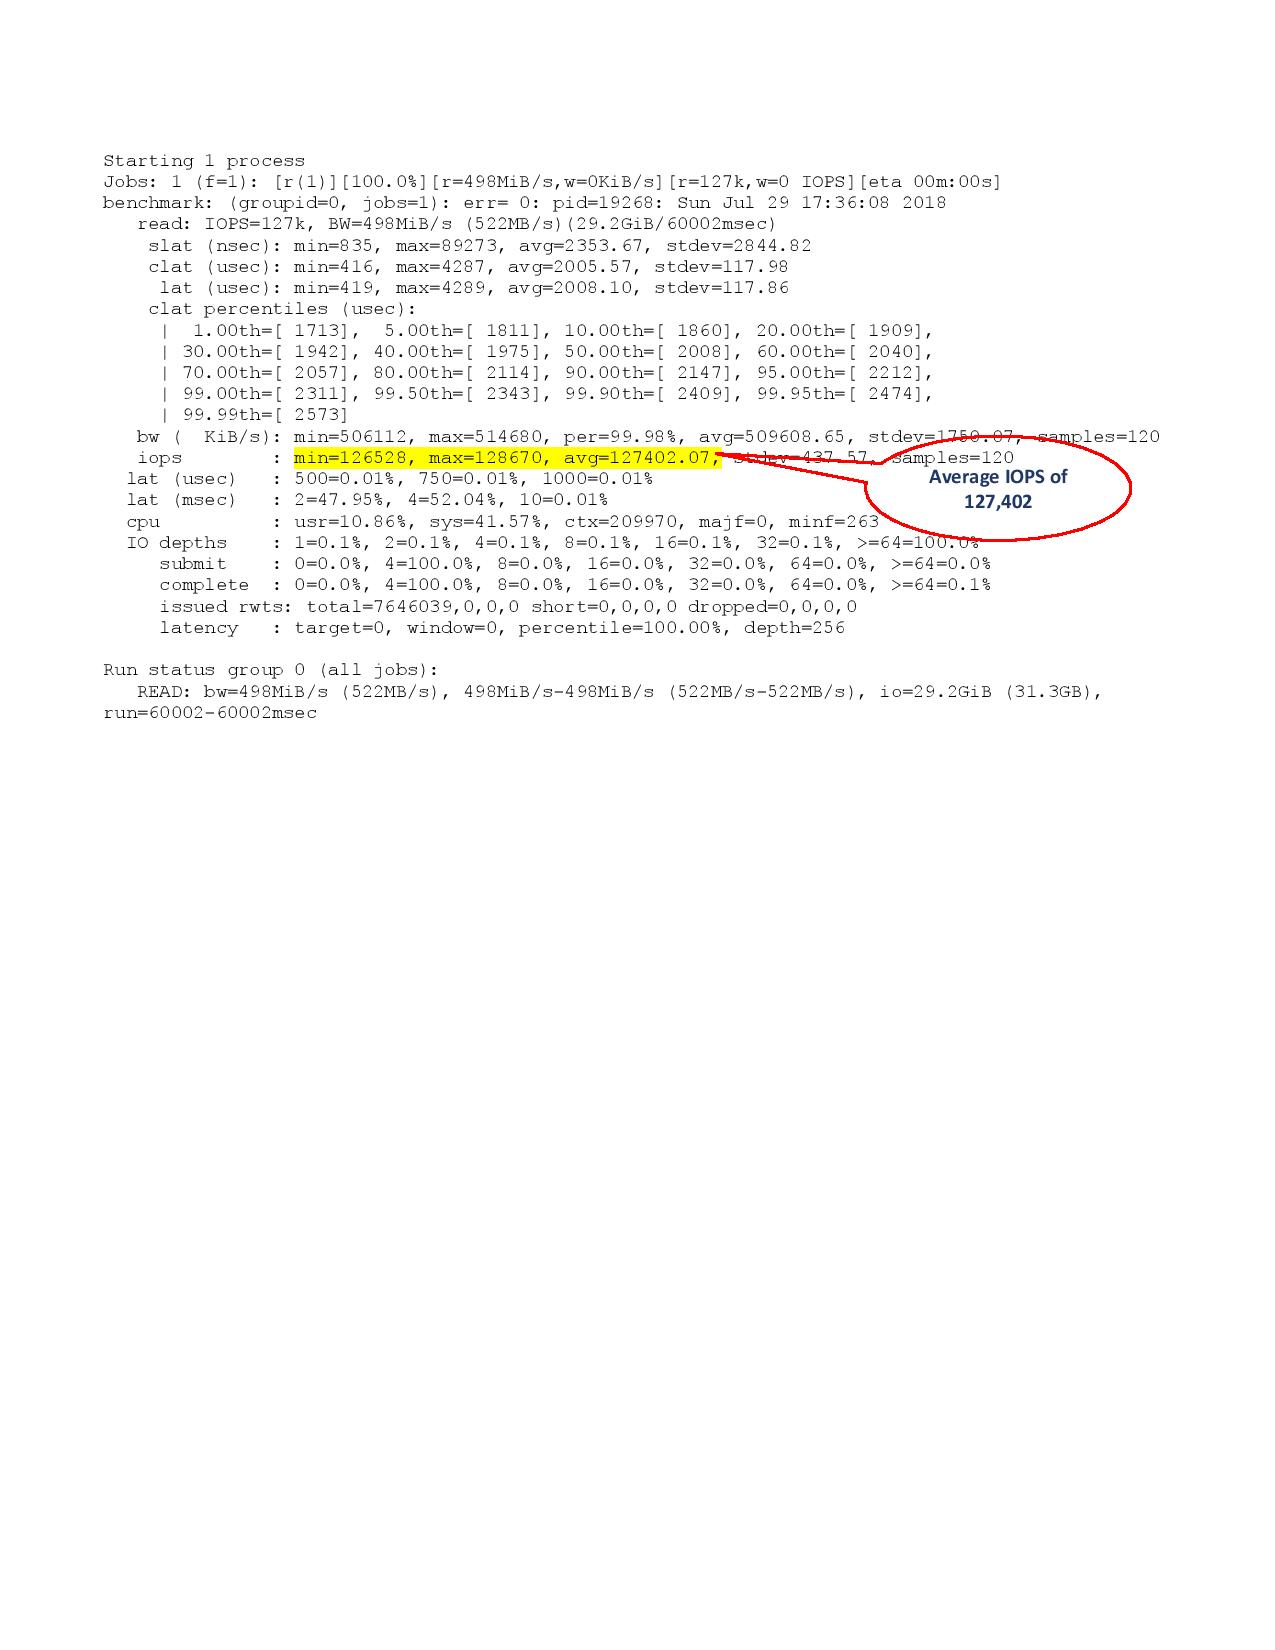 Starting 1 process
Jobs: 1 (f=1): [r(1)][100.0%][r=498MiB/s,w=0KiB/s][r=127k,w=0 IOPS][eta 00m:00s]
benchmark: (groupid=0, jobs=1): err= 0: pid=19268: Sun Jul 29 17:36:08 2018
read: IOPS=127k, BW=498MiB/s (522MB/s)(29.2GiB/60002msec)
slat (nsec): min=835, max=89273, avg=2353.67, stdev=2844.82
clat (usec): min=416, max=4287, avg=2005.57, stdev=117.98
lat (usec): min=419, max=4289, avg=2008.10, stdev=117.86
clat percentiles (usec):
| 1.00th=[ 1713], 5.00th=[ 1811], 10.00th=[ 1860], 20.00th=[ 1909],
| 30.00th=[ 1942], 40.00th=[ 1975], 50.00th=[ 2008], 60.00th=[ 2040],
| 70.00th=[ 2057], 80.00th=[ 2114], 90.00th=[ 2147], 95.00th=[ 2212],
| 99.00th=[ 2311], 99.50th=[ 2343], 99.90th=[ 2409], 99.95th=[ 2474],
| 99.99th=[ 2573]
bw ( KiB/s): min=506112, max=514680, per=99.98%, avg=509608.65, stdev=1750.07, samples=120
iops : min=126528, max=128670, avg=127402.07, stdev=437.57, samples=120
Average IOPS of
127,402
lat (usec) : 500=0.01%, 750=0.01%, 1000=0.01%
lat (msec) : 2=47.95%, 4=52.04%, 10=0.01%
cpu : usr=10.86%, sys=41.57%, ctx=209970, majf=0, minf=263
IO depths : 1=0.1%, 2=0.1%, 4=0.1%, 8=0.1%, 16=0.1%, 32=0.1%, >=64=100.0%
submit : 0=0.0%, 4=100.0%, 8=0.0%, 16=0.0%, 32=0.0%, 64=0.0%, >=64=0.0%
complete : 0=0.0%, 4=100.0%, 8=0.0%, 16=0.0%, 32=0.0%, 64=0.0%, >=64=0.1%
issued rwts: total=7646039,0,0,0 short=0,0,0,0 dropped=0,0,0,0
latency : target=0, window=0, percentile=100.00%, depth=256
Run status group 0 (all jobs):
READ: bw=498MiB/s (522MB/s), 498MiB/s-498MiB/s (522MB/s-522MB/s), io=29.2GiB (31.3GB),
run=60002-60002msec